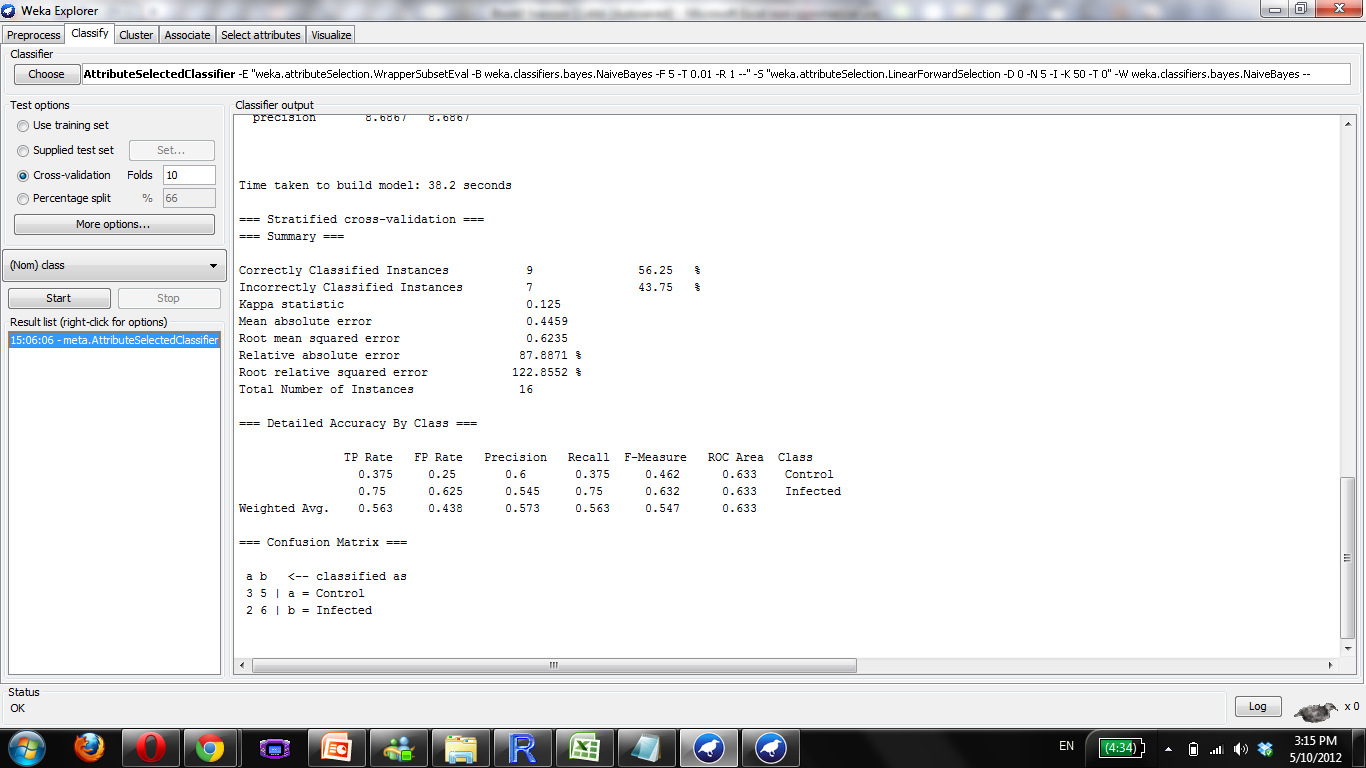 Weka Explorer
Preprocess Classify Cluster Associate Select attributes Visualize
Classifier
Choose AttributeSelectedClassifier -E "weka.attributeSelection.WrapperSubsetEval -B weka.classifiers.bayes.NaiveBayes -F 5 -T 0.01 -R 1 --" -S "weka.attributeSelection.LinearForwardSelection -D 0 -N 5 -I -K 50 -T 0" -W weka.classifiers.bayes.NaiveBayes --
Test options
Use training set
Supplied test set Set...
Cross-validation Folds 10
Percentage split % 66
More options...
(Nom) class
Start Stop
Result list (right-click for options)
15:06:06 - meta.AttributeSelectedClassifier
Classifier output
precision 8.6867 8.6867
Time taken to build model: 38.2 seconds
=== Stratified cross-validation ===
=== Summary ===
Correctly Classified Instances 9 56.25 %
Incorrectly Classified Instances 7 43.75 %
Kappa statistic 0.125
Mean absolute error 0.4459
Root mean squared error 0.6235
Relative absolute error 87.8871 %
Root relative squared error 122.8552 %
Total Number of Instances 16
=== Detailed Accuracy By Class ===
TP Rate FP Rate Precision Recall F-Measure ROC Area Class
0.375 0.25 0.6 0.375 0.462 0.633 Control
0.75 0.625 0.545 0.75 0.632 0.633 Infected
Weighted Avg. 0.563 0.438 0.573 0.563 0.547 0.633
=== Confusion Matrix ===
a b <-- classified as
3 5 | a = Control
2 6 | b = Infected
Status
OK
Log x 0
EN (4:34) 3:15 PM
5/10/2012